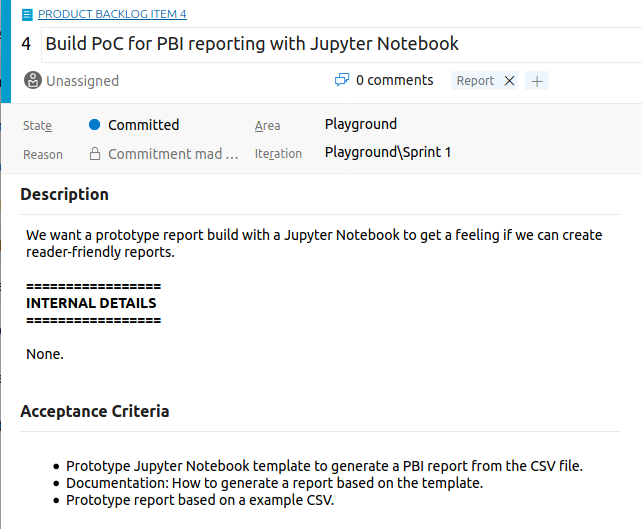 PRODUCT BACKLOG ITEM 4
4 Build PoC for PBI reporting with Jupyter Notebook
Unassigned 0 comments Report
State Committed Area Playground
Reason Commitment mad ... Iteration Playground\Sprint 1
Description
We want a prototype report build with a Jupyter Notebook to get a feeling if we can create
reader-friendly reports.
=================
INTERNAL DETAILS
=================
None.
Acceptance Criteria
• Prototype Jupyter Notebook template to generate a PBI report from the CSV file.
• Documentation: How to generate a report based on the template.
• Prototype report based on a example CSV.